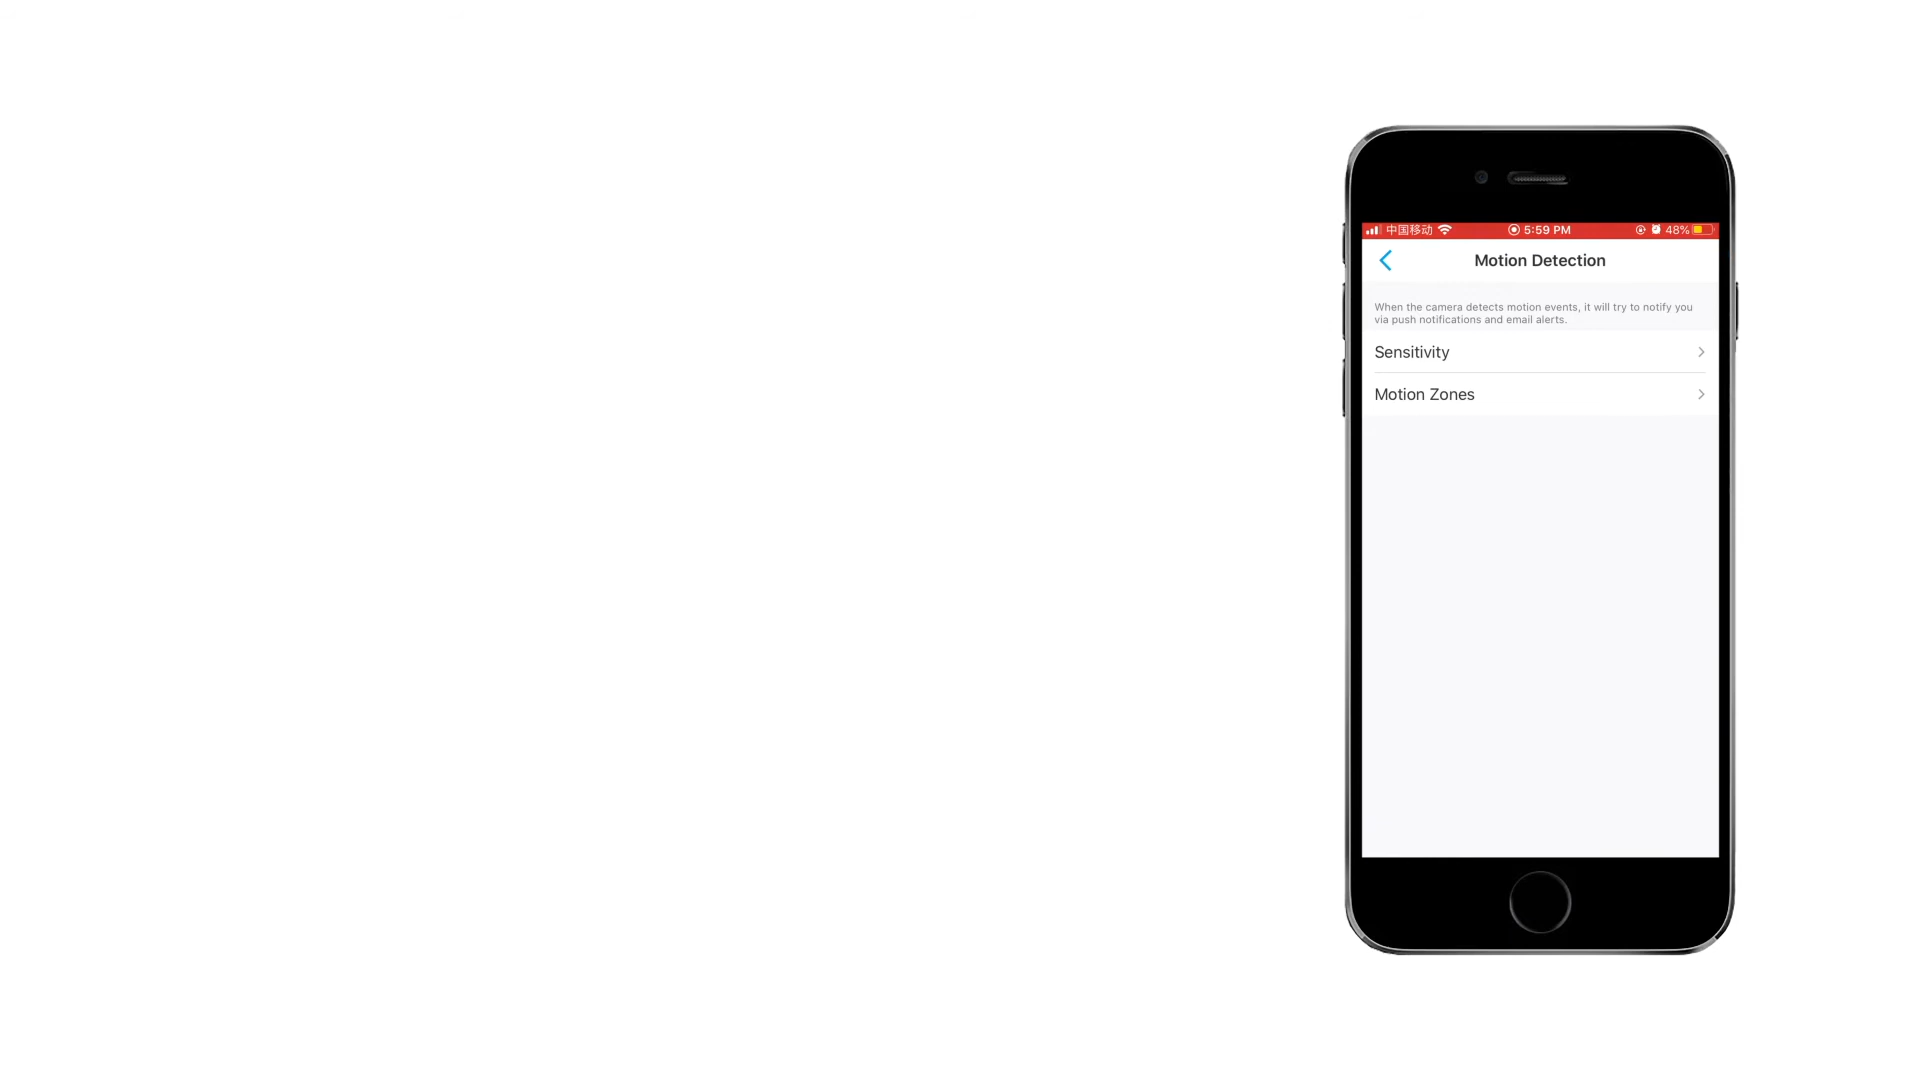 中国移动 5:59 PM 48%
Motion Detection
When the camera detects motion events, it will try to notify you
via push notifications and email alerts.
Sensitivity
Motion Zones